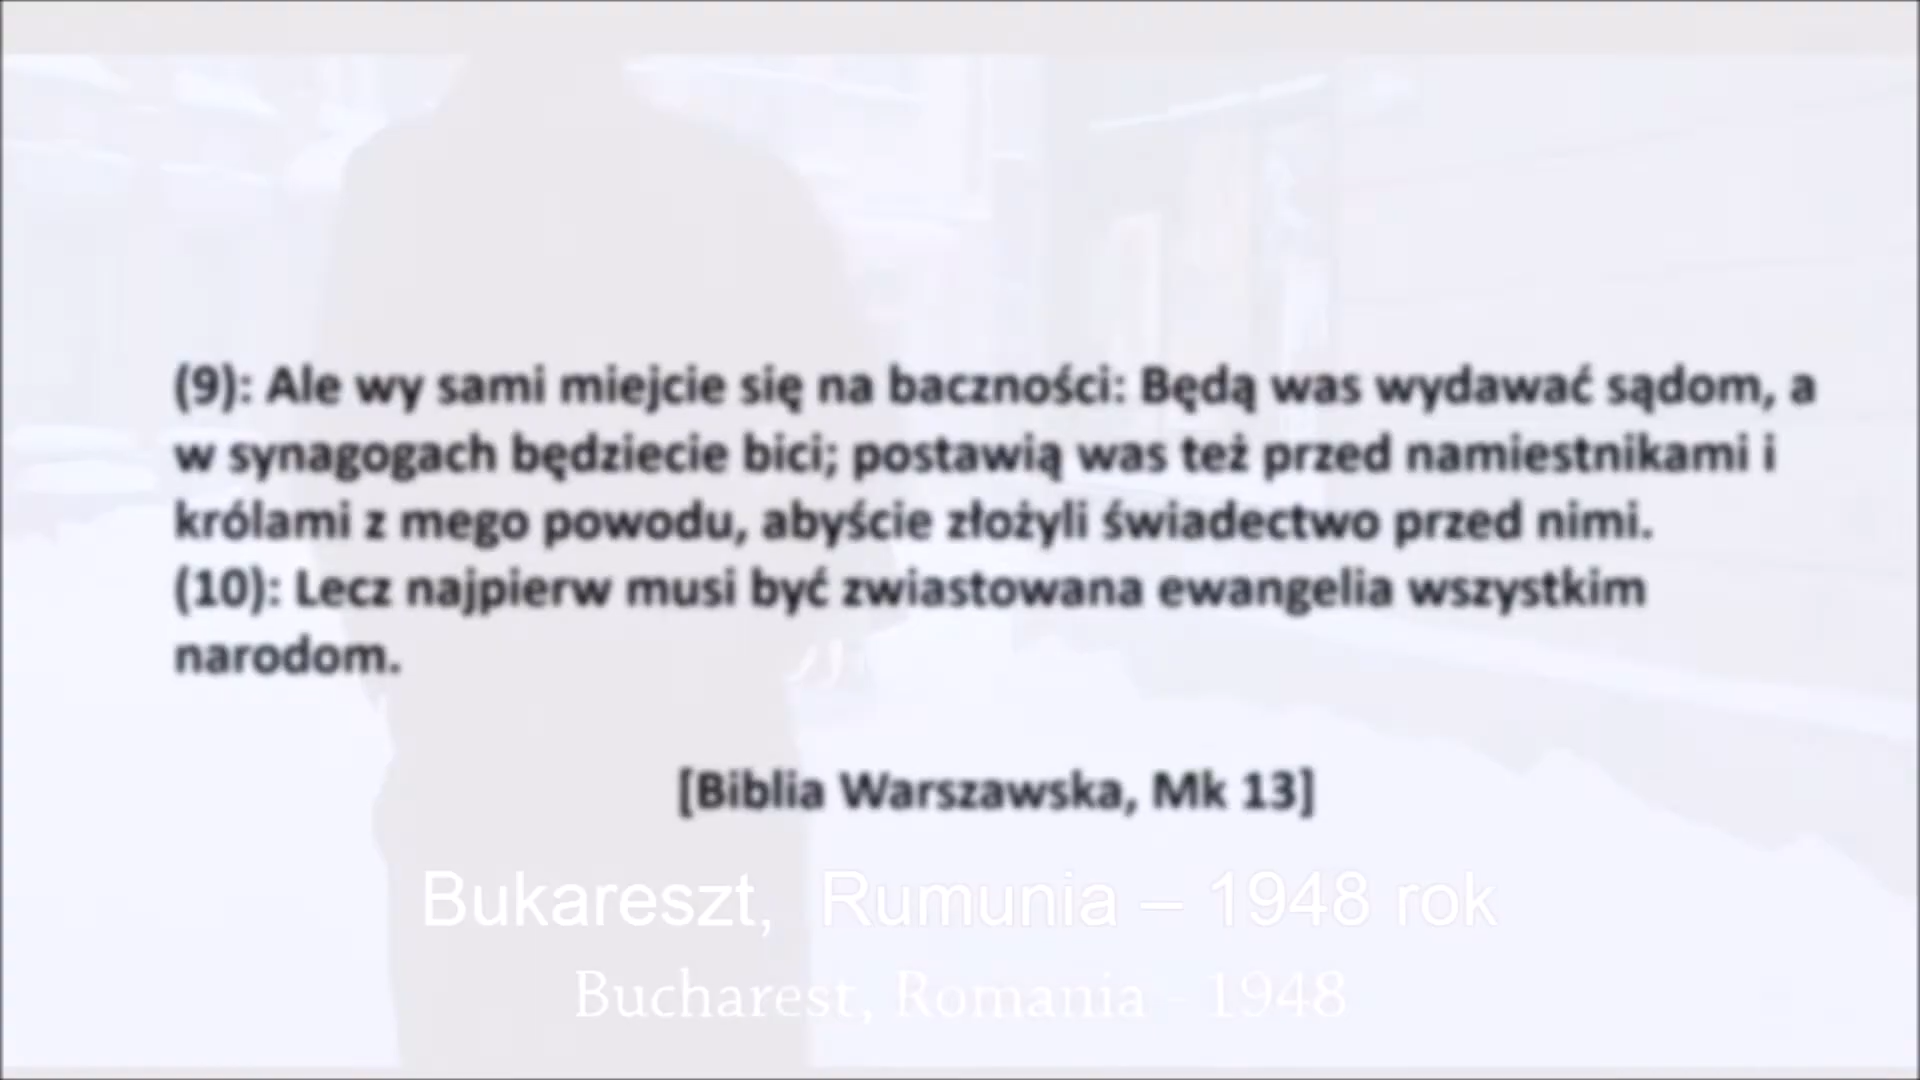 (9): Ale wy sami miejcie się na baczności: Będą was wydawać sądom, a
w synagogach będziecie bici; postawią was też przed namiestnikami i
królami z mego powodu, abyście złożyli świadectwo przed nimi.
(10): Lecz najpierw musi być zwiastowana ewangelia wszystkim
narodom.
[Biblia Warszawska, Mk 13]
Bukareszt, Rumunia – 1948 rok
Bucharest, Romania - 1948